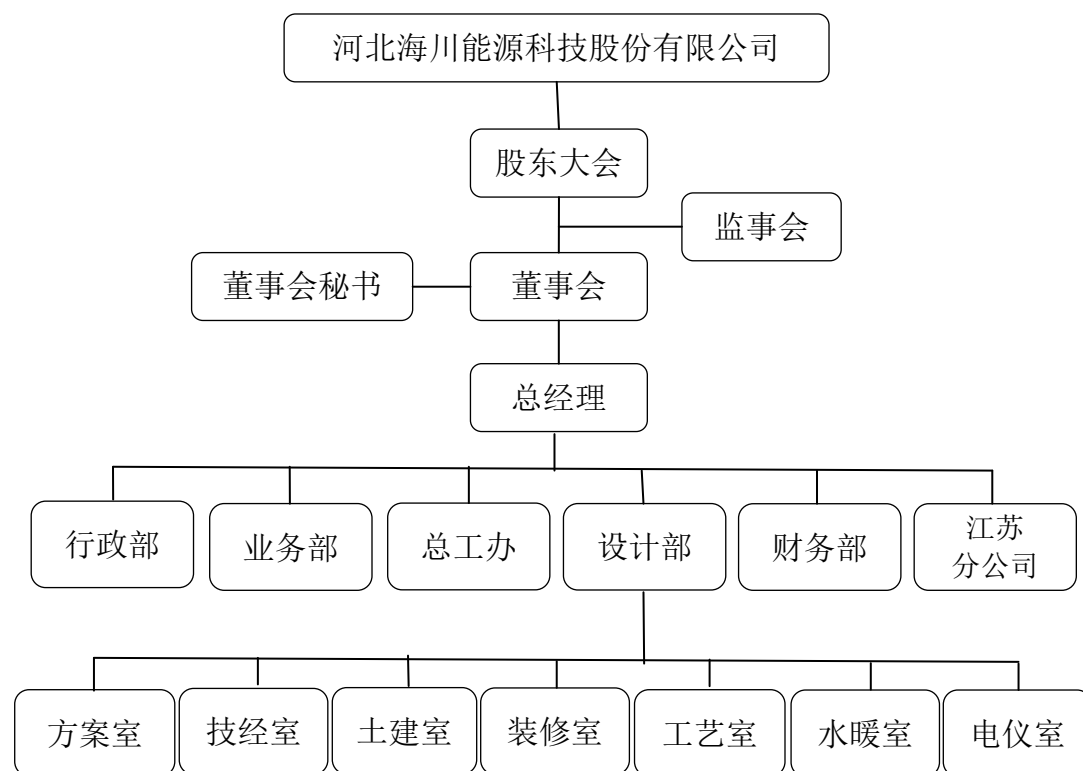 河北海川能源科技股份有限公司
股东大会
监事会
董事会秘书
董事会
总经理
行政部
业务部
总工办
设计部
财务部
江苏
分公司
方案室
技经室
土建室
装修室
工艺室
水暖室
电仪室